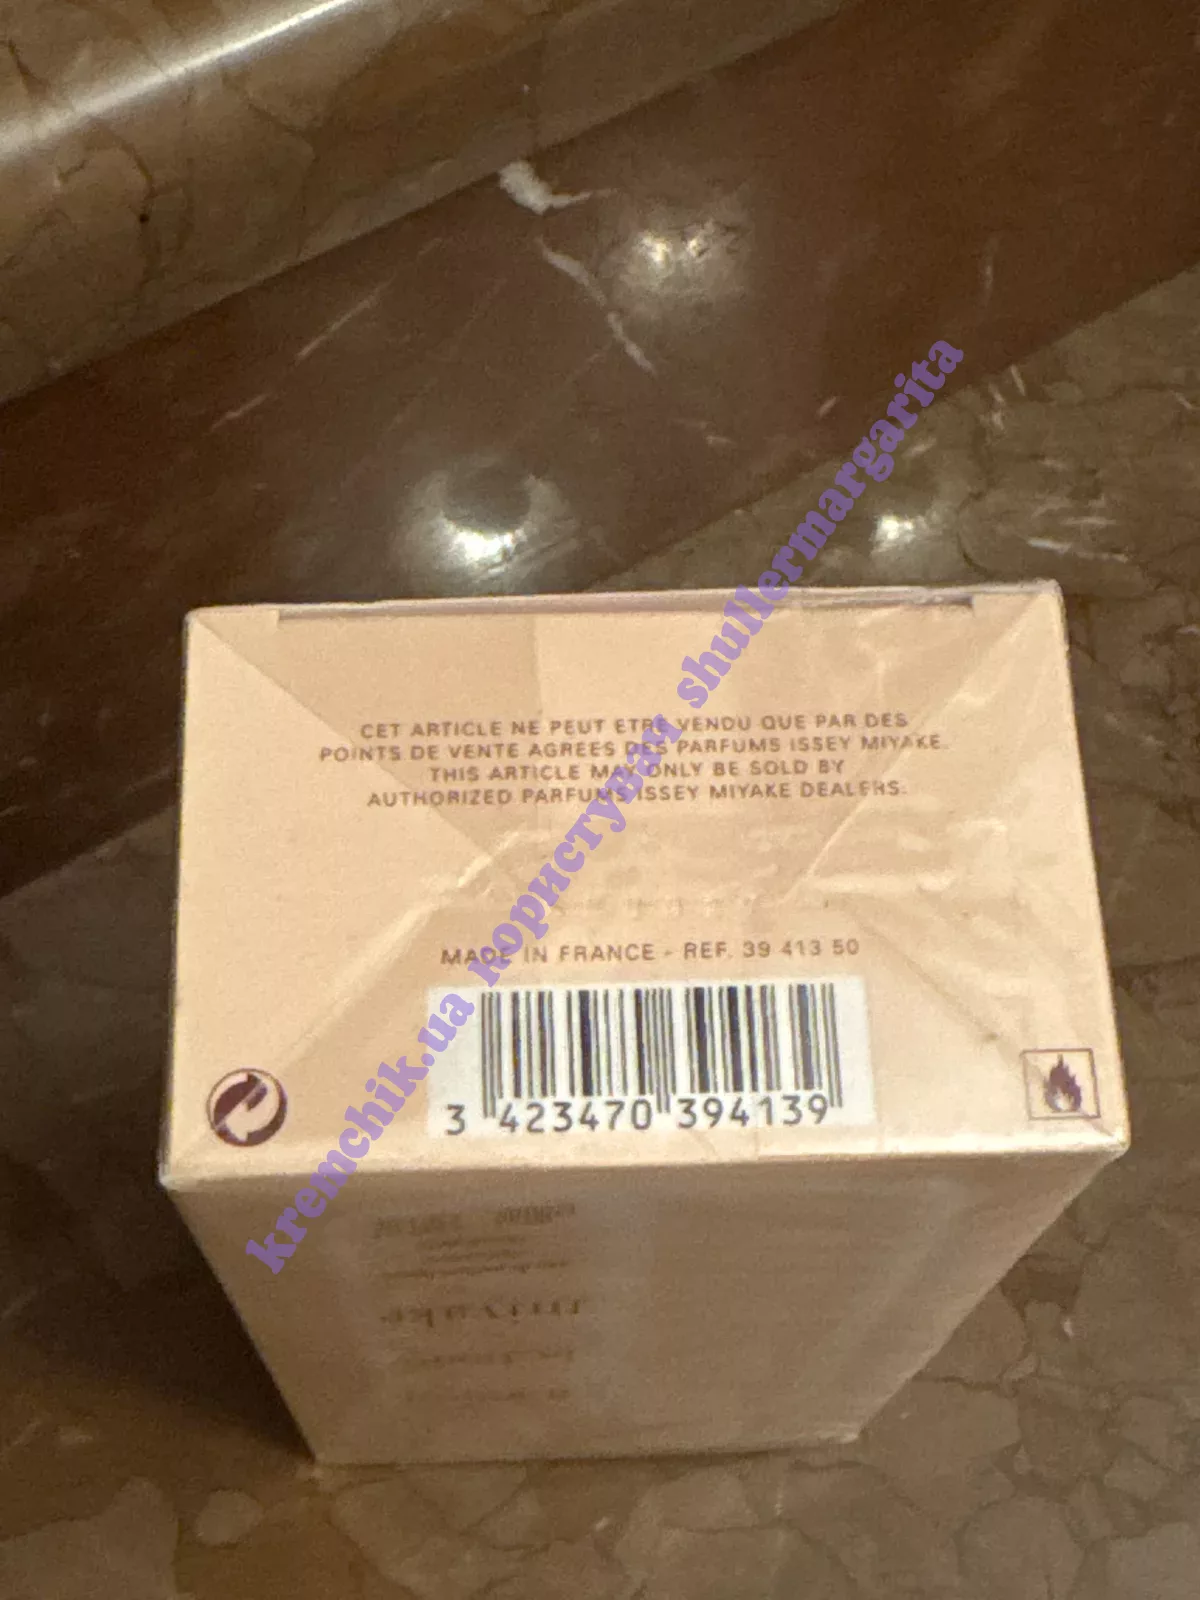 CET ARTICLE NE PEUT ETRE VENDU QUE PAR DES
POINTS DE VENTE AGREES DES PARFUMS ISSEY MIYAKE.
THIS ARTICLE MAY ONLY BE SOLD BY
AUTHORIZED PARFUMS ISSEY MIYAKE DEALERS.
MADE IN FRANCE - REF. 39 413 50
3 423470 394139
miyake
kremchik.ua користувач shullermargarita